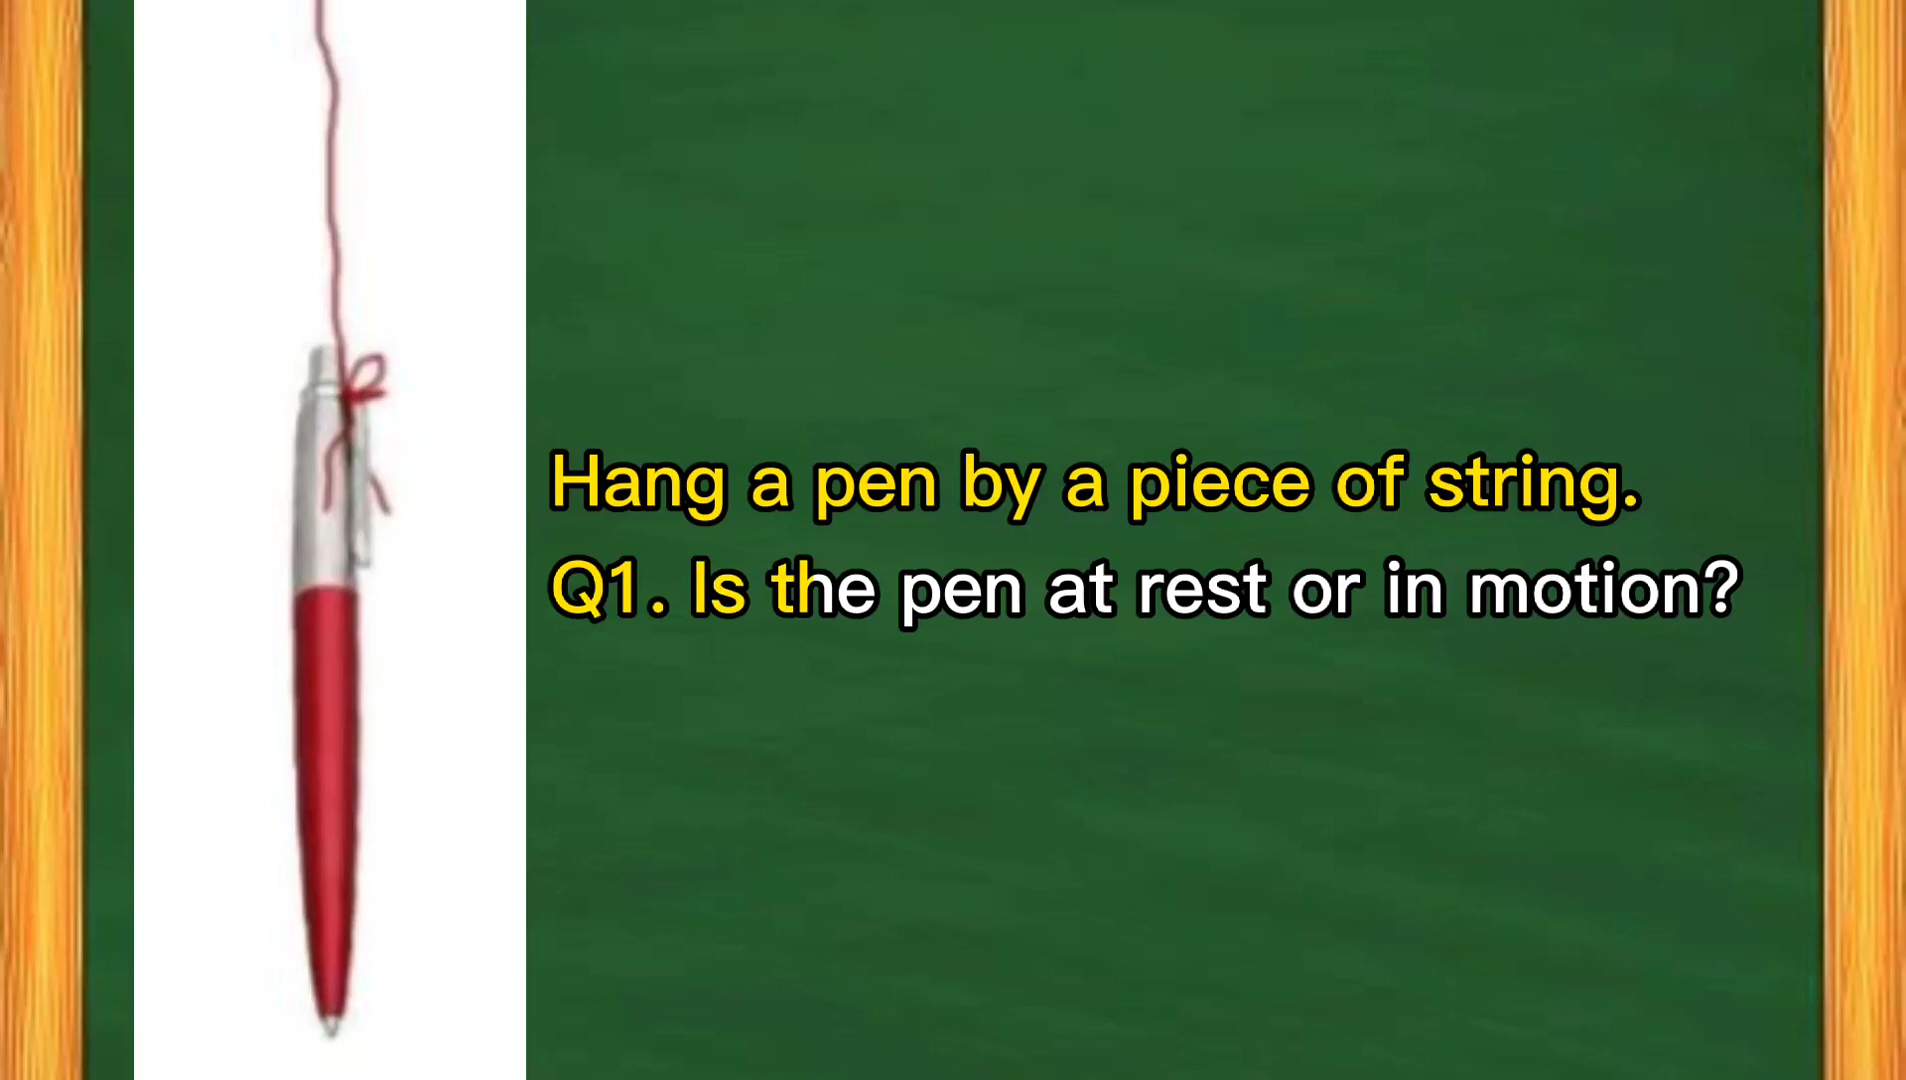 Hang a pen by a piece of string.
Q1. Is the pen at rest or in motion?